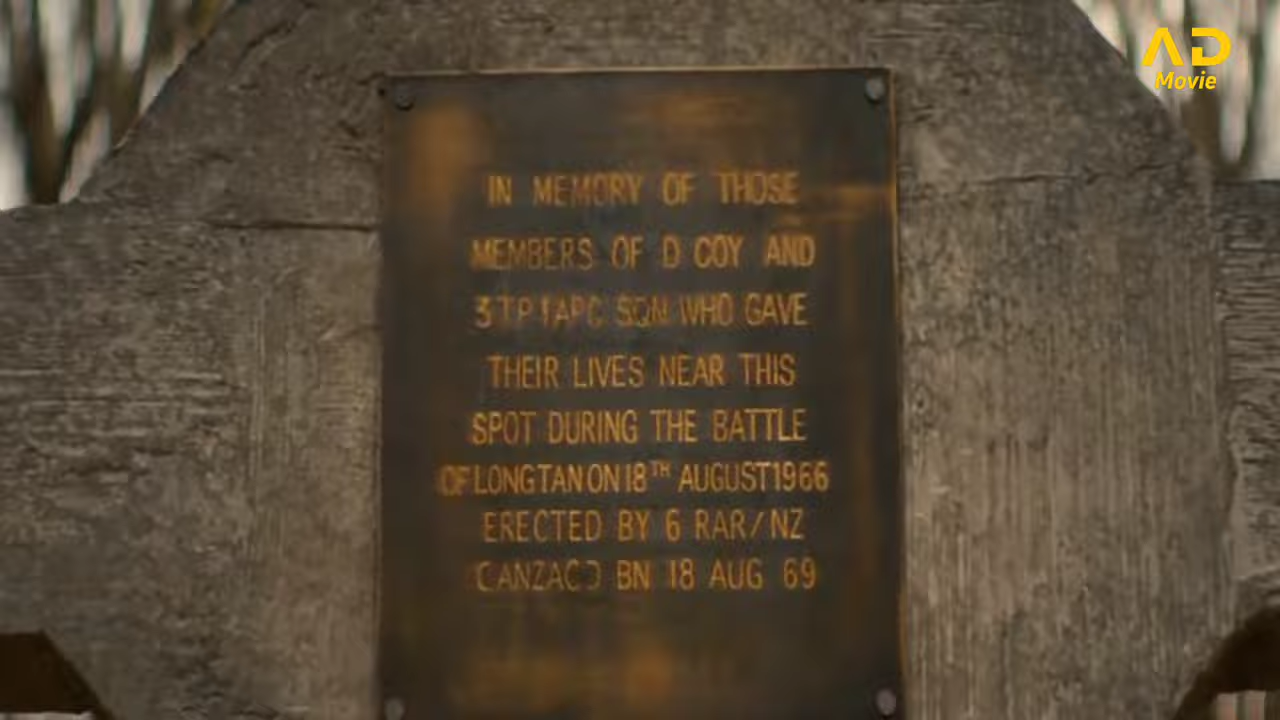 AD
Movie
IN MEMORY OF THOSE
MEMBERS OF D COY AND
3 TP 1 APC SQN WHO GAVE
THEIR LIVES NEAR THIS
SPOT DURING THE BATTLE
OF LONG TAN ON 18TH AUGUST 1966
ERECTED BY 6 RAR/NZ
(ANZAC) BN 18 AUG 69